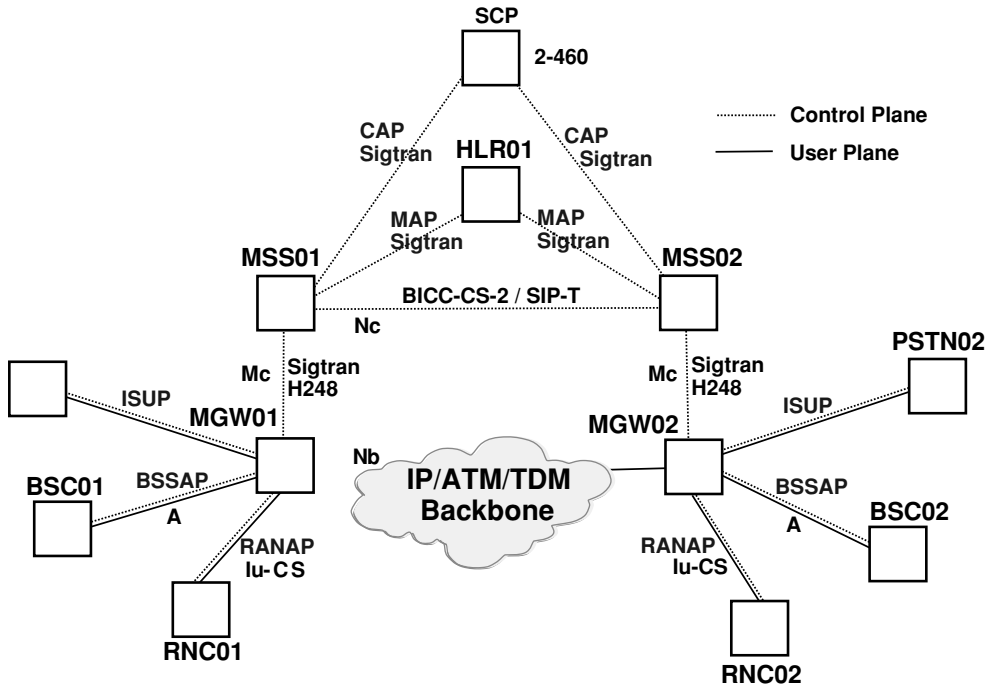 SCP
2-460
Control Plane
User Plane
CAP
Sigtran
CAP
Sigtran
HLR01
MAP
Sigtran
MAP
Sigtran
MSS01
MSS02
BICC-CS-2 / SIP-T
Nc
Mc
Sigtran
H248
Mc
Sigtran
H248
PSTN02
ISUP
ISUP
MGW01
MGW02
Nb
IP/ATM/TDM
Backbone
BSC01
BSSAP
A
BSSAP
A
BSC02
RANAP
Iu-CS
RANAP
Iu-CS
RNC01
RNC02